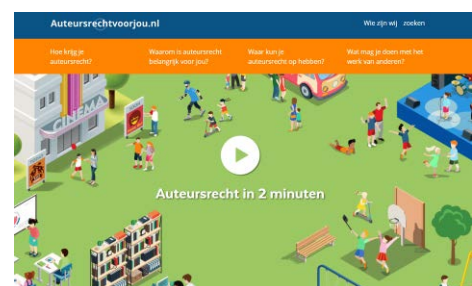 Auteursrechtvoorjou.nl
Wie zijn wij zoeken
Hoe krijg je
auteursrecht?
Waarom is auteursrecht
belangrijk voor jou?
Waar kun je
auteursrecht op hebben?
Wat mag je doen met het
werk van anderen?
CINEMA
Auteursrecht in 2 minuten